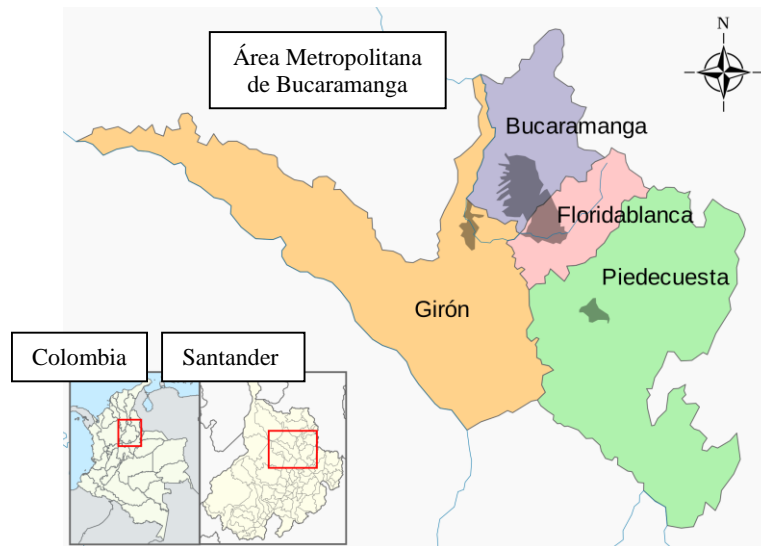 Área Metropolitana
de Bucaramanga
N
Bucaramanga
Floridablanca
Piedecuesta
Girón
Colombia
Santander